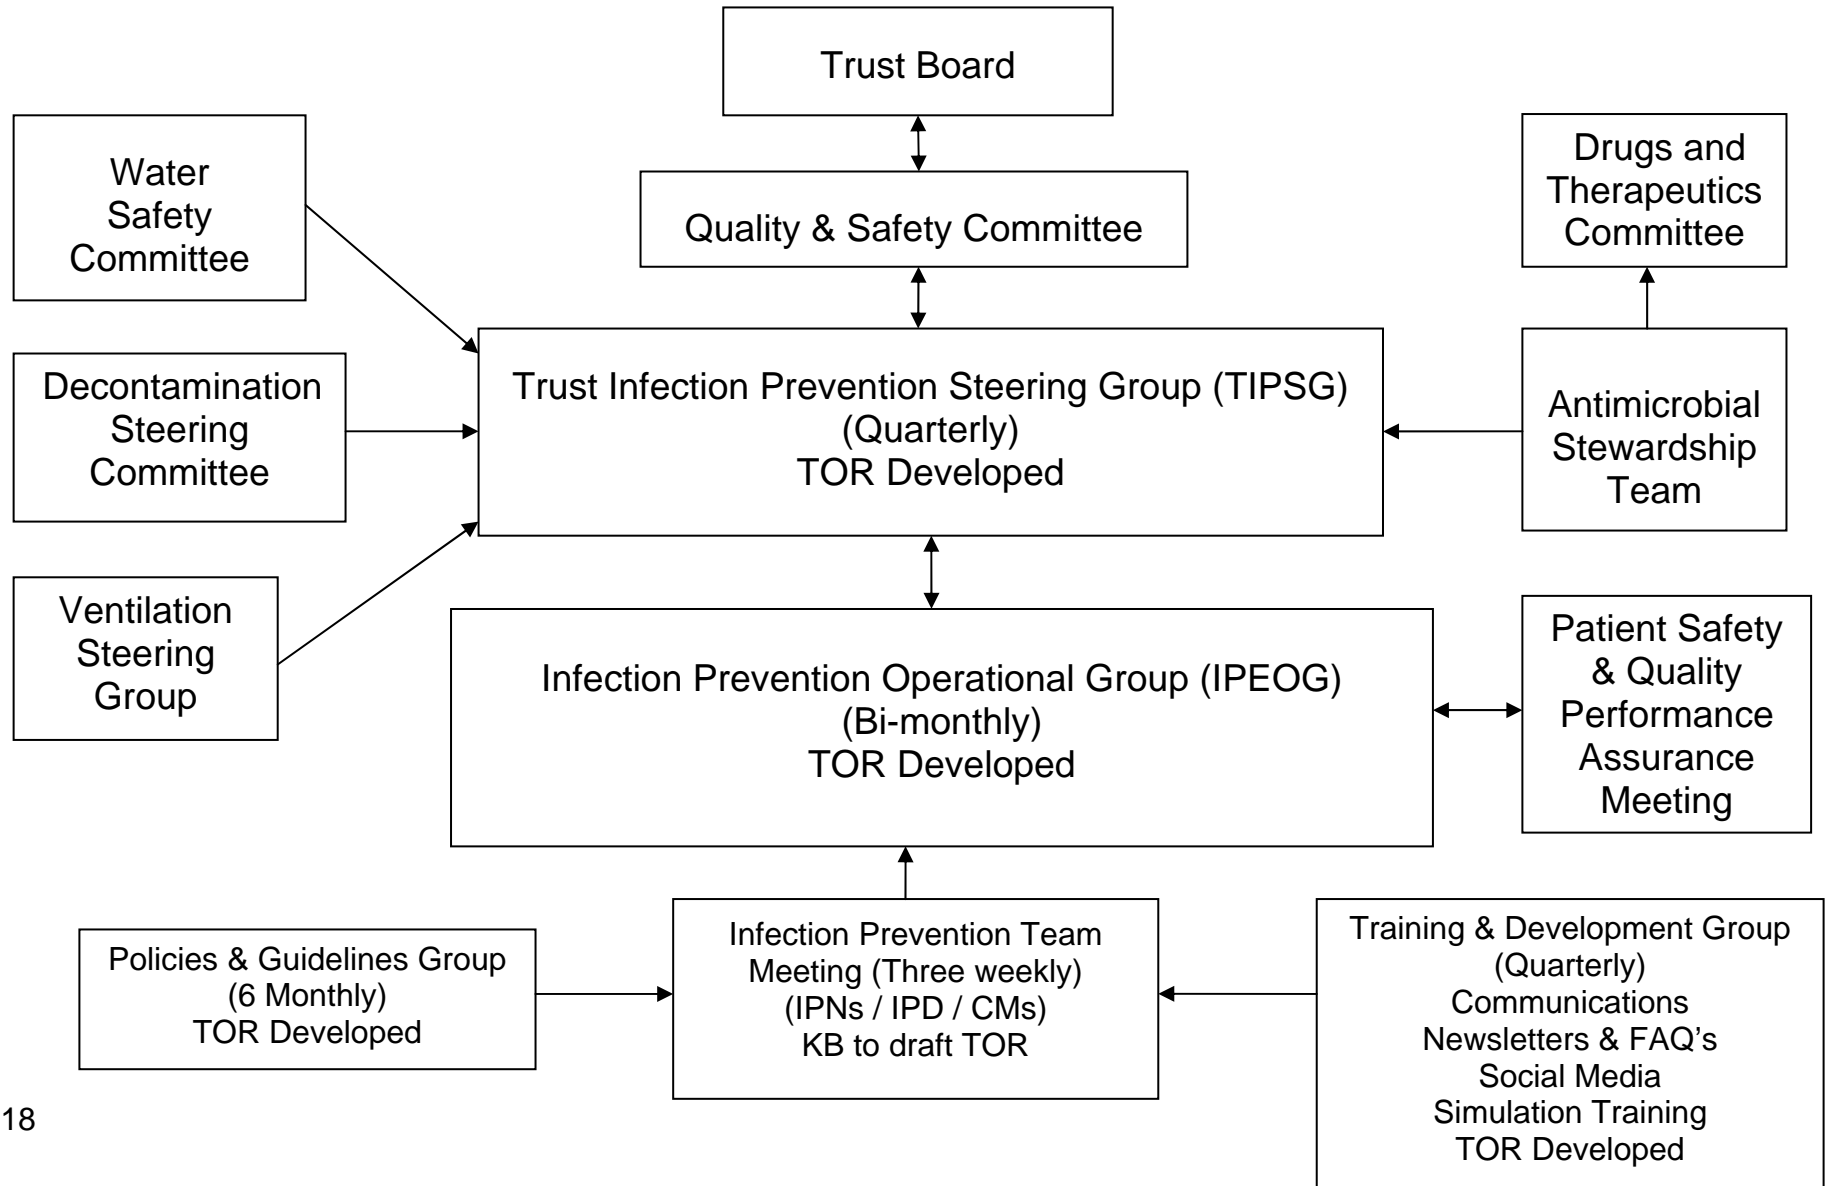 Trust Board
Water
Safety
Committee
Quality & Safety Committee
Drugs and
Therapeutics
Committee
Decontamination
Steering
Committee
Trust Infection Prevention Steering Group (TIPSG)
(Quarterly)
TOR Developed
Antimicrobial
Stewardship
Team
Ventilation
Steering
Group
Infection Prevention Operational Group (IPEOG)
(Bi-monthly)
TOR Developed
Patient Safety
& Quality
Performance
Assurance
Meeting
Policies & Guidelines Group
(6 Monthly)
TOR Developed
Infection Prevention Team
Meeting (Three weekly)
(IPNs / IPD / CMs)
KB to draft TOR
Training & Development Group
(Quarterly)
Communications
Newsletters & FAQ’s
Social Media
Simulation Training
TOR Developed
18